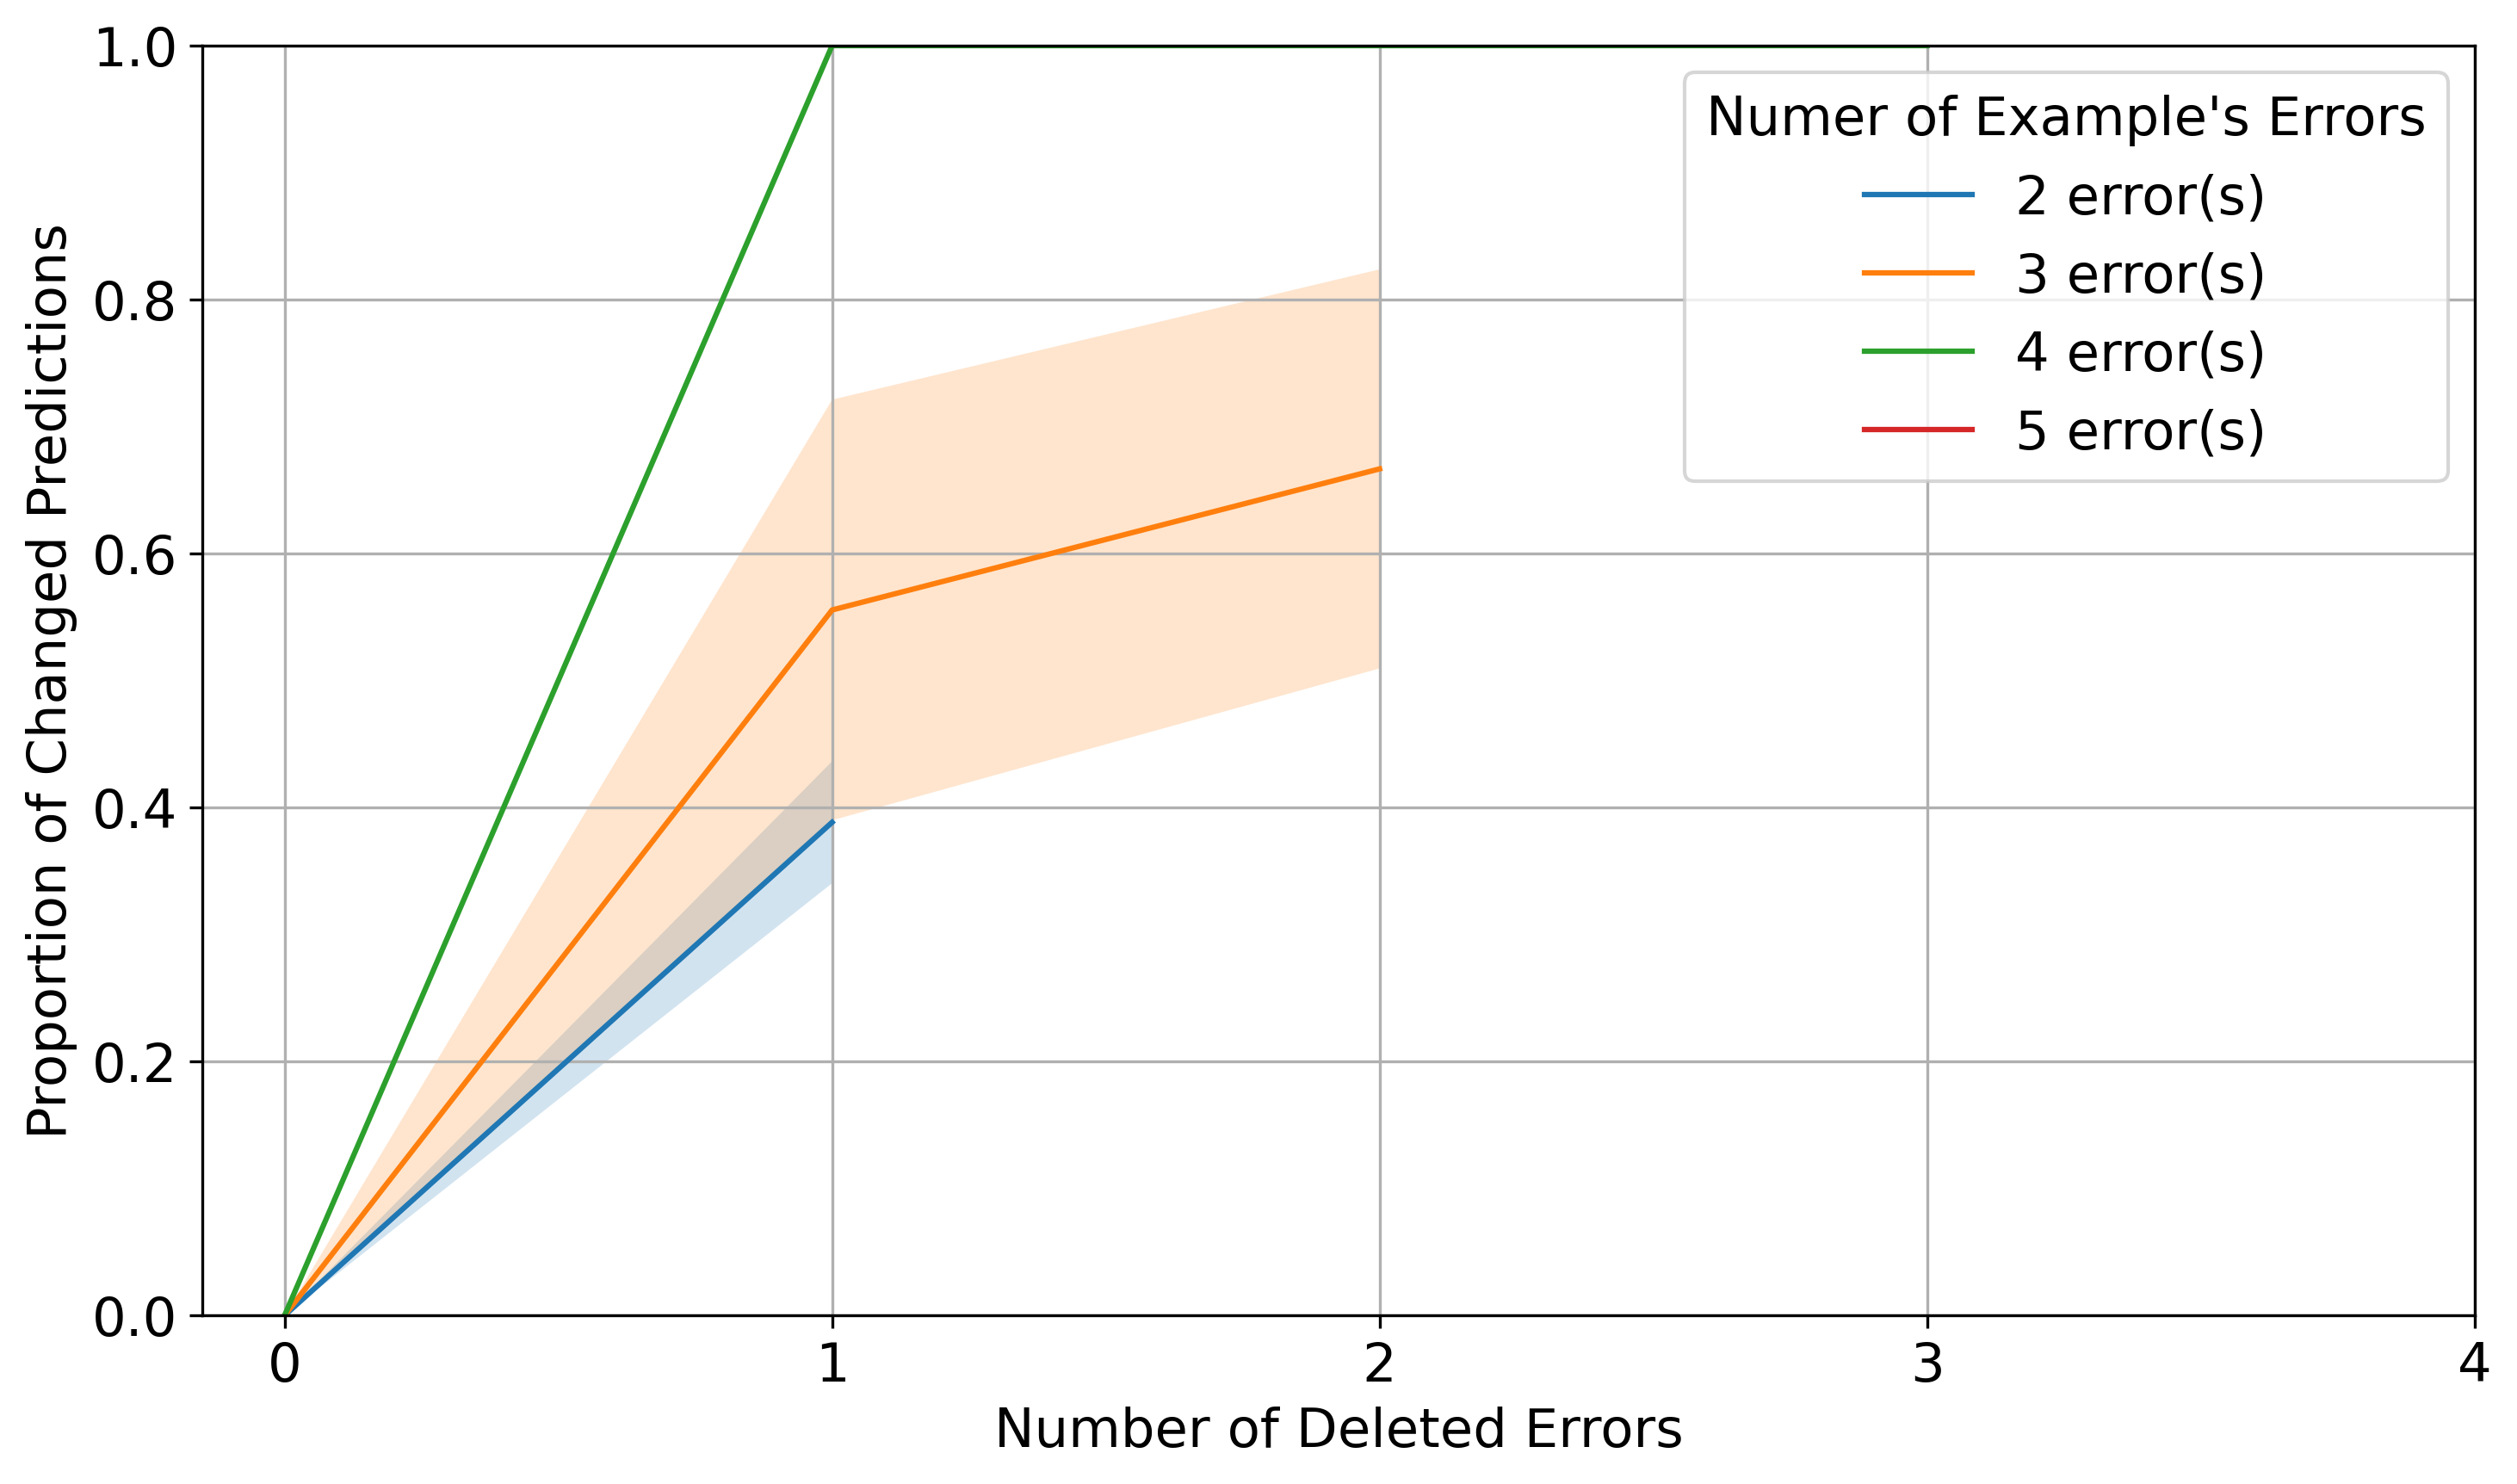 1.0
0.8
0.6
0.4
0.2
0.0
Proportion of Changed Predictions
Numer of Example's Errors
2 error(s)
3 error(s)
4 error(s)
5 error(s)
0 1 2 3 4
Number of Deleted Errors